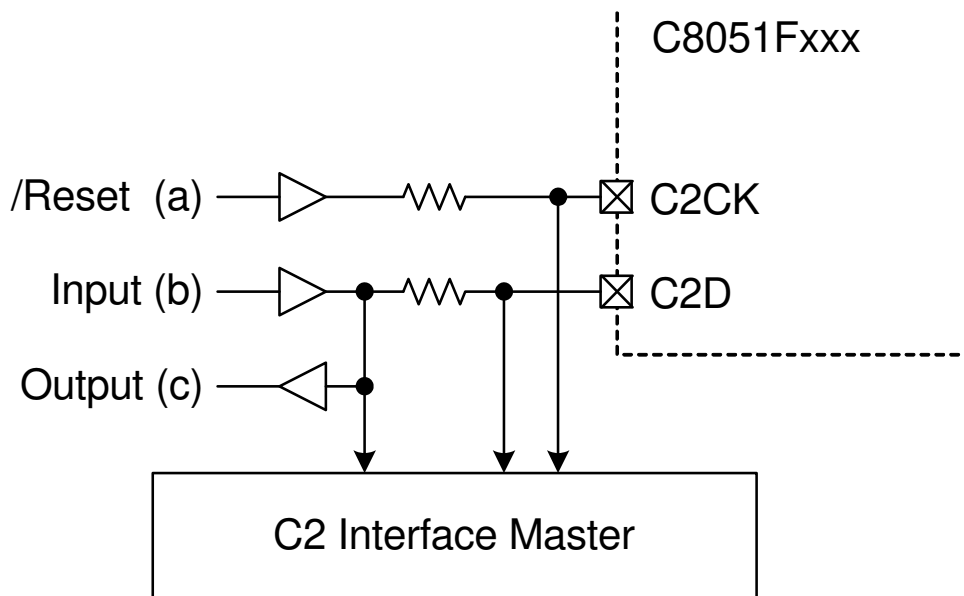 C8051Fxxx
/Reset (a)
C2CK
Input (b)
C2D
Output (c)
C2 Interface Master